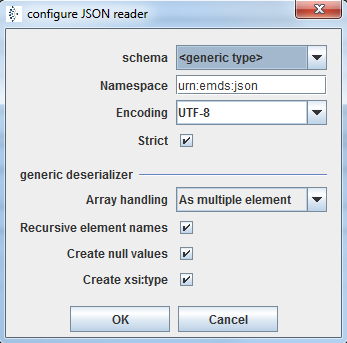 configure JSON reader
schema <generic type>
Namespace urn:emds:json
Encoding UTF-8
Strict
generic deserializer
Array handling As multiple element
Recursive element names
Create null values
Create xsi:type
OK Cancel